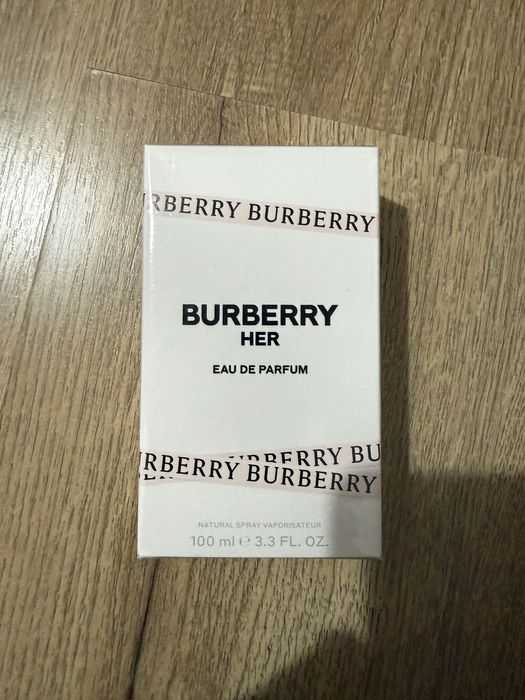 RBERRY BURBERRY
BURBERRY
HER
EAU DE PARFUM
BURBERRY BU
RBERRY BURBERRY
NATURAL SPRAY VAPORISATEUR
100 ml ℮ 3.3 FL. OZ.